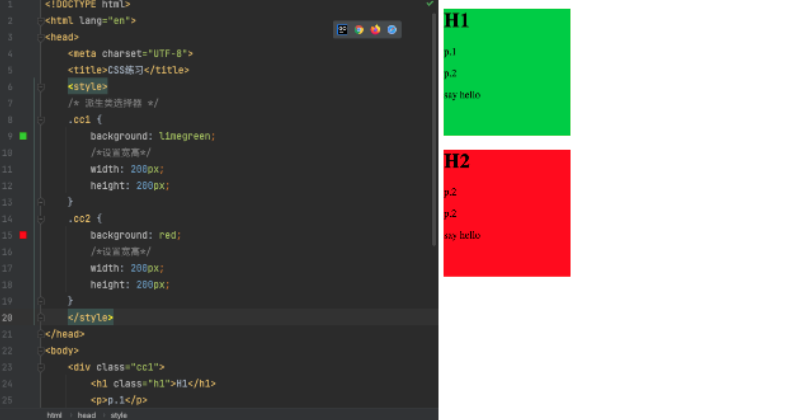 1 <!DOCTYPE html>
2 <html lang="en">
3 <head>
4 <meta charset="UTF-8">
5 <title>CSS练习</title>
6 <style>
7 /* 派生类选择器 */
8 .cc1 {
9 background: limegreen;
10 /*设置宽高*/
11 width: 200px;
12 height: 200px;
13 }
14 .cc2 {
15 background: red;
16 /*设置宽高*/
17 width: 200px;
18 height: 200px;
19 }
20 </style>
21 </head>
22 <body>
23 <div class="cc1">
24 <h1 class="h1">H1</h1>
25 <p>p.1</p>
html › head › style
H1
p.1
p.2
say hello
H2
p.2
p.2
say hello